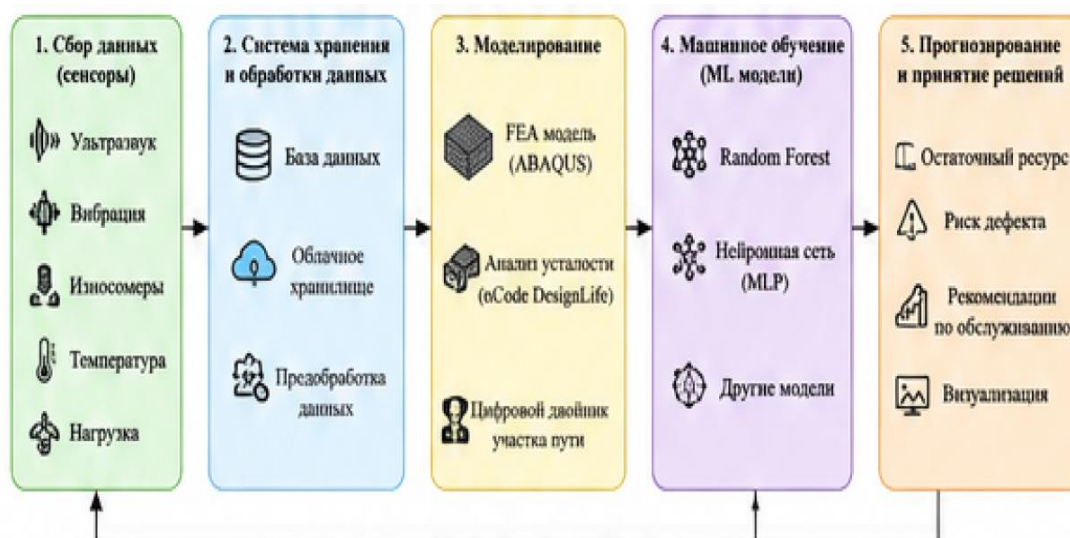 1. Сбор данных
(сенсоры)
Ультразвук
Вибрация
Износомеры
Температура
Нагрузка
2. Система хранения
и обработки данных
База данных
Облачное
хранилище
Предобработка
данных
3. Моделирование
FEA модель
(ABAQUS)
Анализ усталости
(nCode DesignLife)
Цифровой двойник
участка пути
4. Машинное обучение
(ML модели)
Random Forest
Нейронная сеть
(MLP)
Другие модели
5. Прогнозирование
и принятие решений
Остаточный ресурс
Риск дефекта
Рекомендации
по обслуживанию
Визуализация